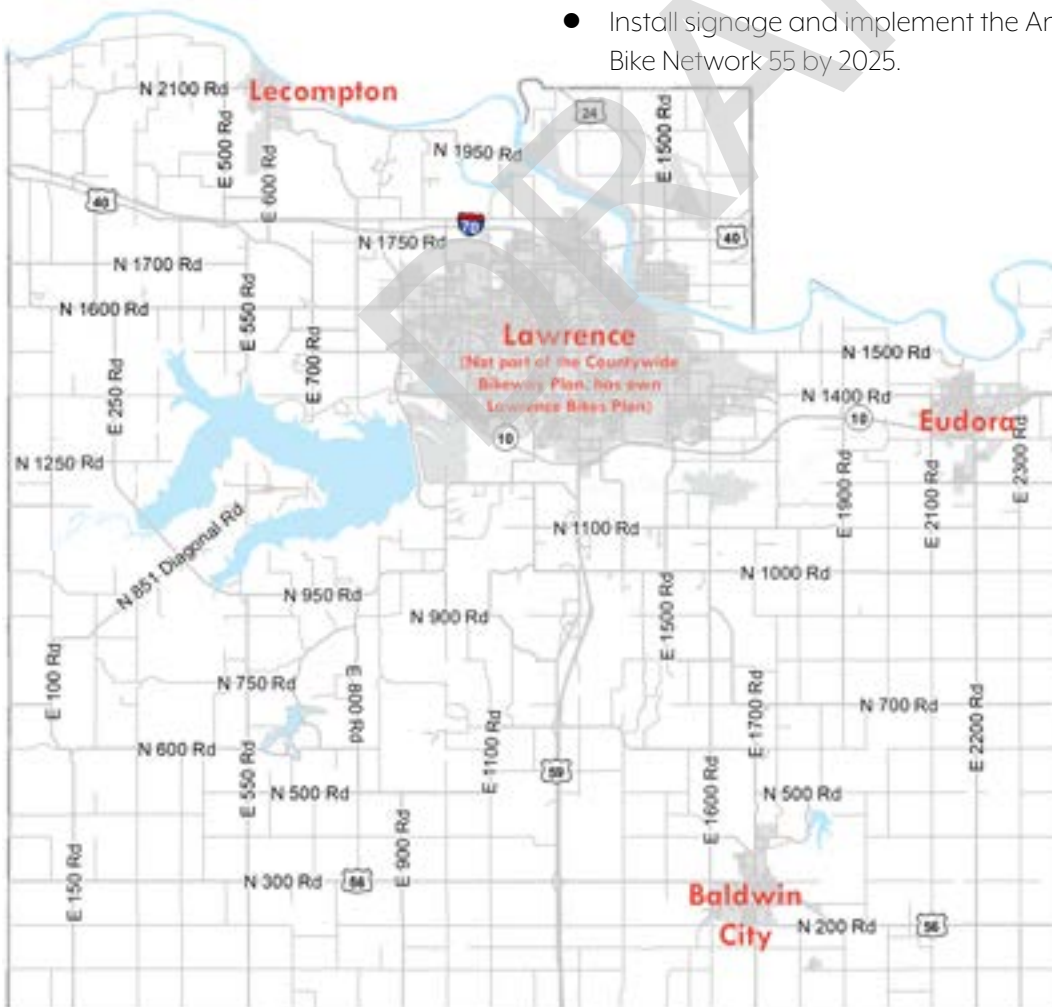 ● Install signage and implement the
Bike Network 55 by 2025.
DRA
N 2100 Rd
Lecompton
E 500 Rd
E 600 Rd
24
E 1500 Rd
N 1950 Rd
40
70
N 1750 Rd
40
N 1700 Rd
N 1600 Rd
E 550 Rd
E 700 Rd
E 250 Rd
Lawrence
(Not part of the Countywide
Bikeway Plan, has own
Lawrence Bikes Plan)
N 1500 Rd
N 1400 Rd
10
10
Eudora
N 1250 Rd
E 1900 Rd
E 2100 Rd
E 2300 Rd
N 851 Diagonal Rd
N 1100 Rd
N 1000 Rd
N 950 Rd
N 900 Rd
E 1500 Rd
E 100 Rd
N 750 Rd
E 800 Rd
E 1700 Rd
N 700 Rd
E 2200 Rd
N 600 Rd
E 1100 Rd
59
E 550 Rd
N 500 Rd
E 1600 Rd
N 500 Rd
E 150 Rd
E 900 Rd
N 300 Rd
56
Baldwin
City
N 200 Rd
56